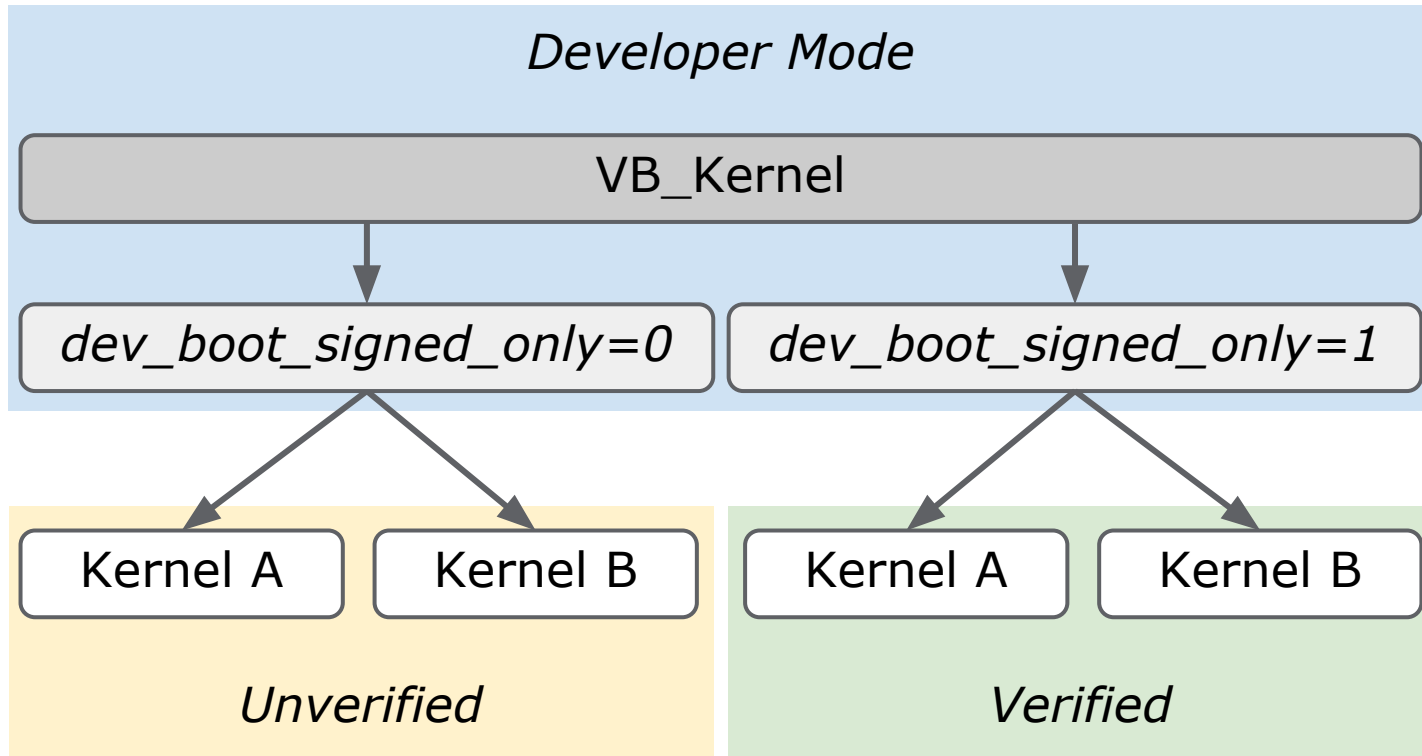 Developer Mode
VB_Kernel
dev_boot_signed_only=0
dev_boot_signed_only=1
Kernel A
Kernel B
Kernel A
Kernel B
Unverified
Verified